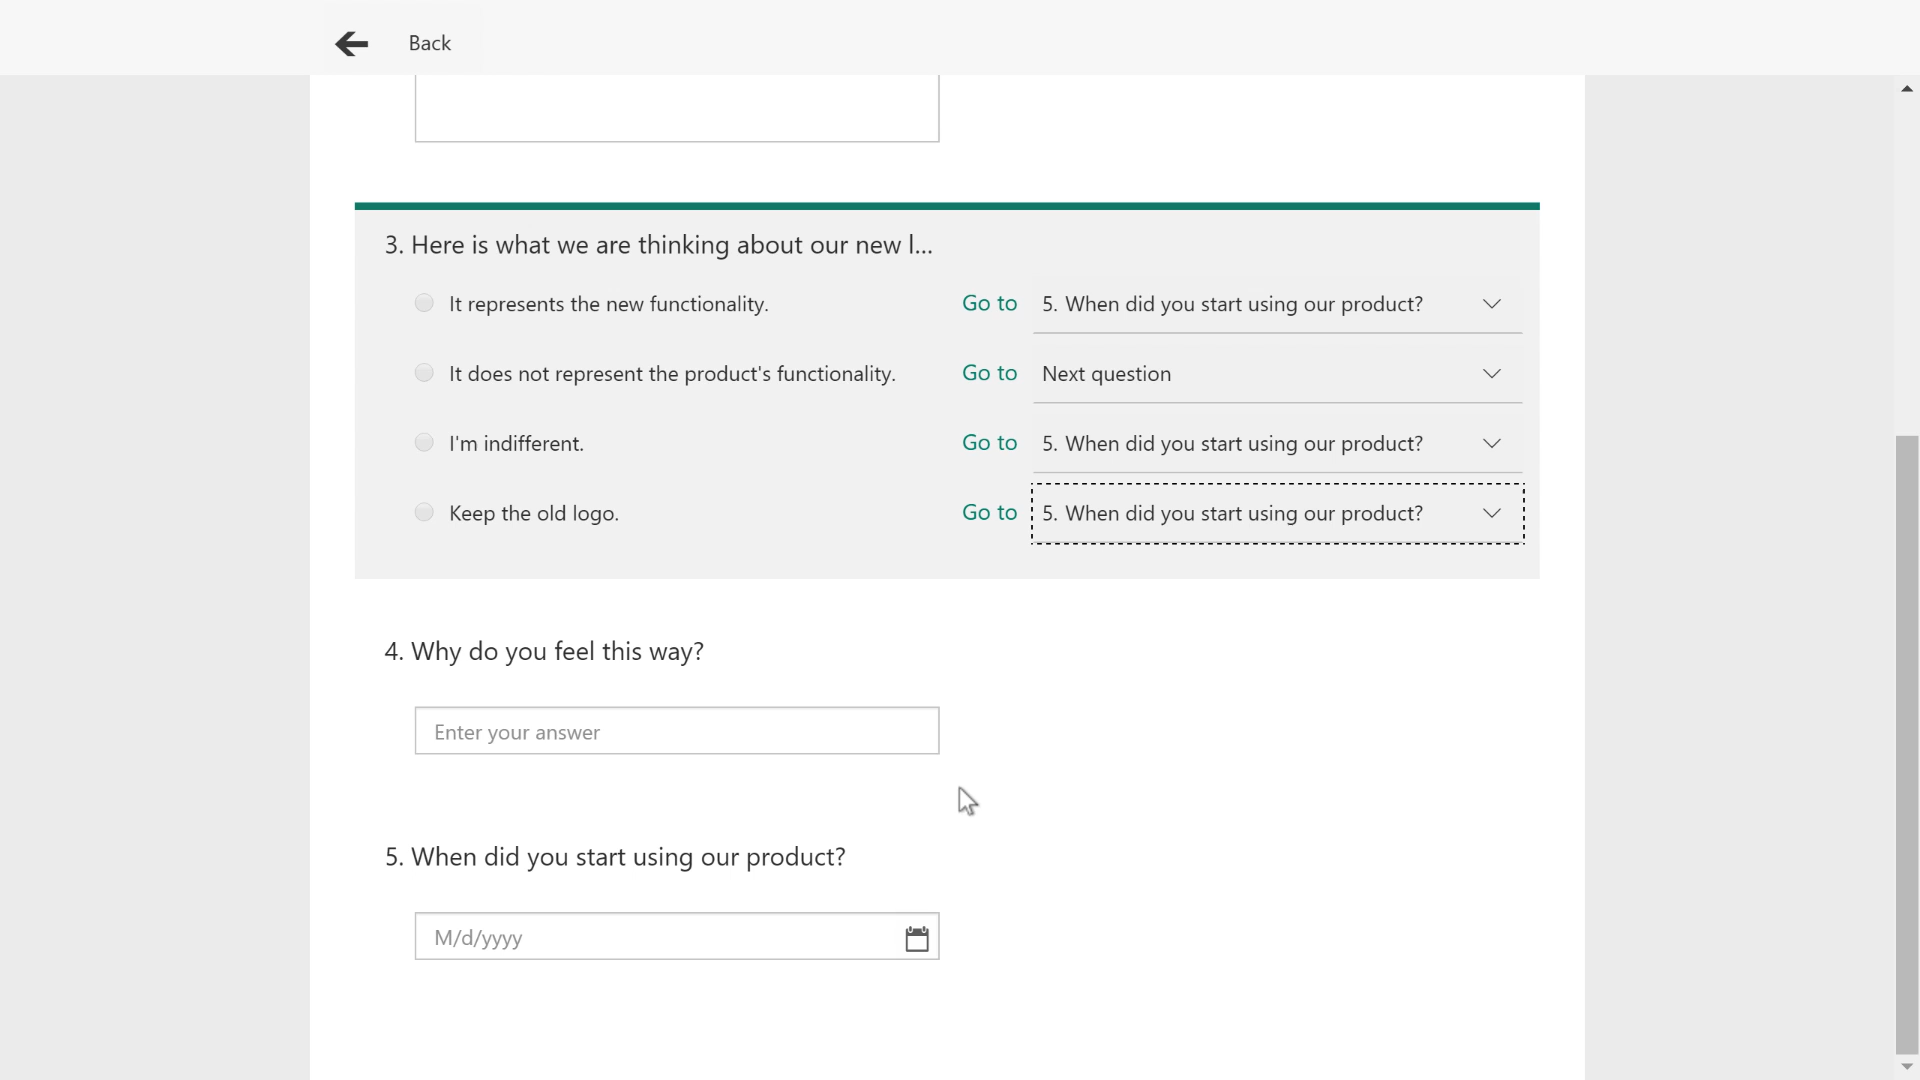 Back
3. Here is what we are thinking about our new l...
It represents the new functionality. Go to 5. When did you start using our product?
It does not represent the product's functionality. Go to Next question
I'm indifferent. Go to 5. When did you start using our product?
Keep the old logo. Go to 5. When did you start using our product?
4. Why do you feel this way?
Enter your answer
5. When did you start using our product?
M/d/yyyy